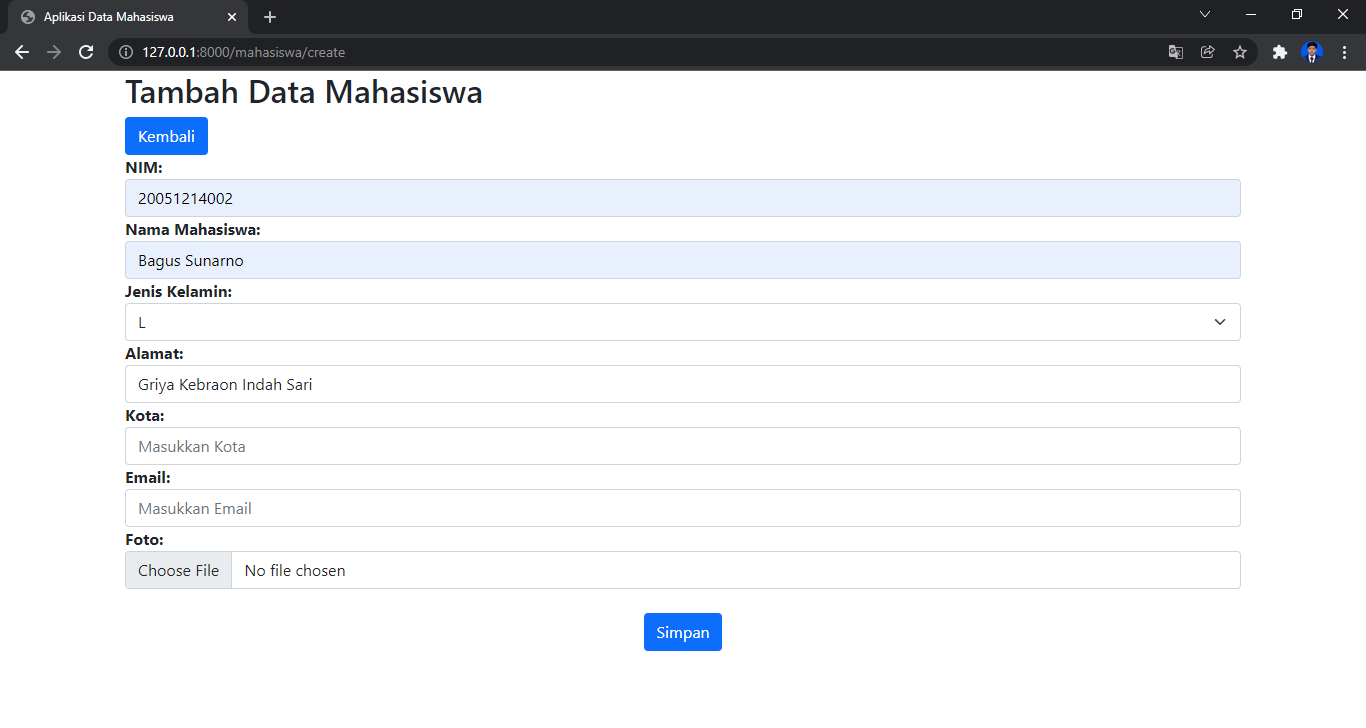 Aplikasi Data Mahasiswa
127.0.0.1:8000/mahasiswa/create
Tambah Data Mahasiswa
Kembali
NIM:
20051214002
Nama Mahasiswa:
Bagus Sunarno
Jenis Kelamin:
L
Alamat:
Griya Kebraon Indah Sari
Kota:
Masukkan Kota
Email:
Masukkan Email
Foto:
Choose File No file chosen
Simpan